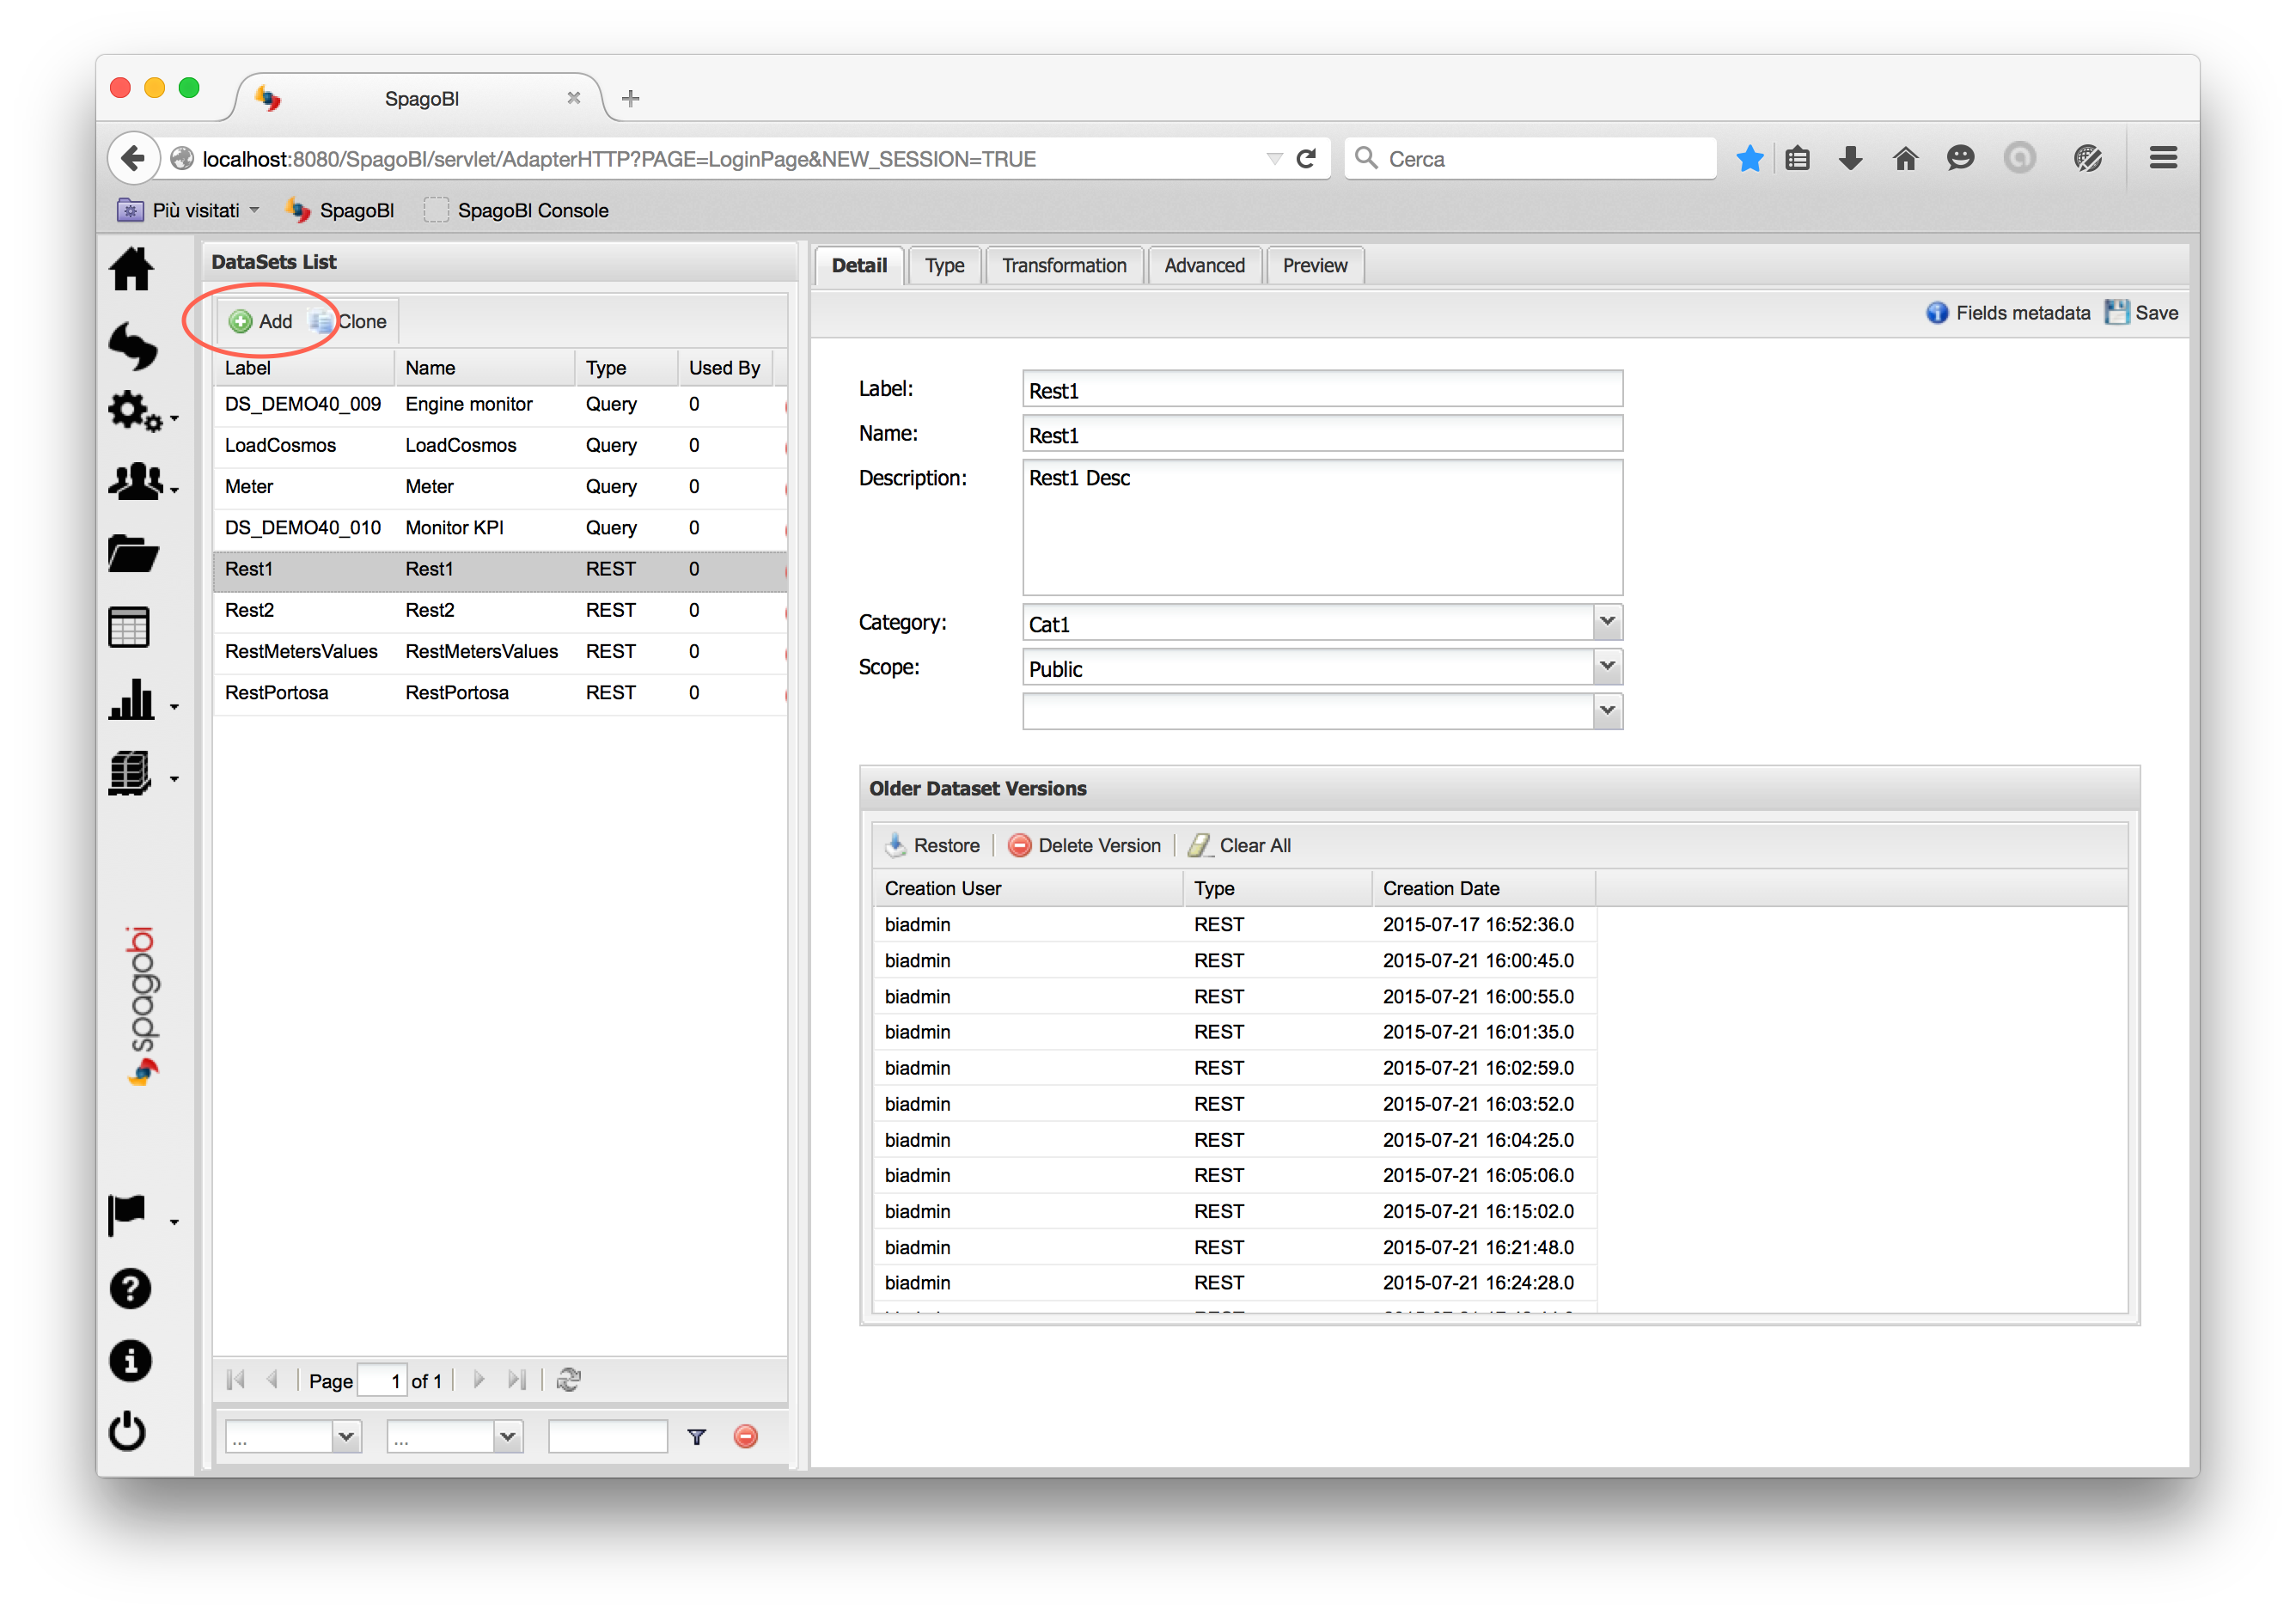 SpagoBI
localhost:8080/SpagoBI/servlet/AdapterHTTP?PAGE=LoginPage&NEW_SESSION=TRUE
Cerca
Più visitati SpagoBI SpagoBI Console
DataSets List
Add Clone
Label Name Type Used By
DS_DEMO40_009 Engine monitor Query 0
LoadCosmos LoadCosmos Query 0
Meter Meter Query 0
DS_DEMO40_010 Monitor KPI Query 0
Rest1 Rest1 REST 0
Rest2 Rest2 REST 0
RestMetersValues RestMetersValues REST 0
RestPortosa RestPortosa REST 0
Page 1 of 1
... ...
spagobi
Detail Type Transformation Advanced Preview
Fields metadata Save
Label: Rest1
Name: Rest1
Description: Rest1 Desc
Category: Cat1
Scope: Public
Older Dataset Versions
Restore Delete Version Clear All
Creation User Type Creation Date
biadmin REST 2015-07-17 16:52:36.0
biadmin REST 2015-07-21 16:00:45.0
biadmin REST 2015-07-21 16:00:55.0
biadmin REST 2015-07-21 16:01:35.0
biadmin REST 2015-07-21 16:02:59.0
biadmin REST 2015-07-21 16:03:52.0
biadmin REST 2015-07-21 16:04:25.0
biadmin REST 2015-07-21 16:05:06.0
biadmin REST 2015-07-21 16:15:02.0
biadmin REST 2015-07-21 16:21:48.0
biadmin REST 2015-07-21 16:24:28.0